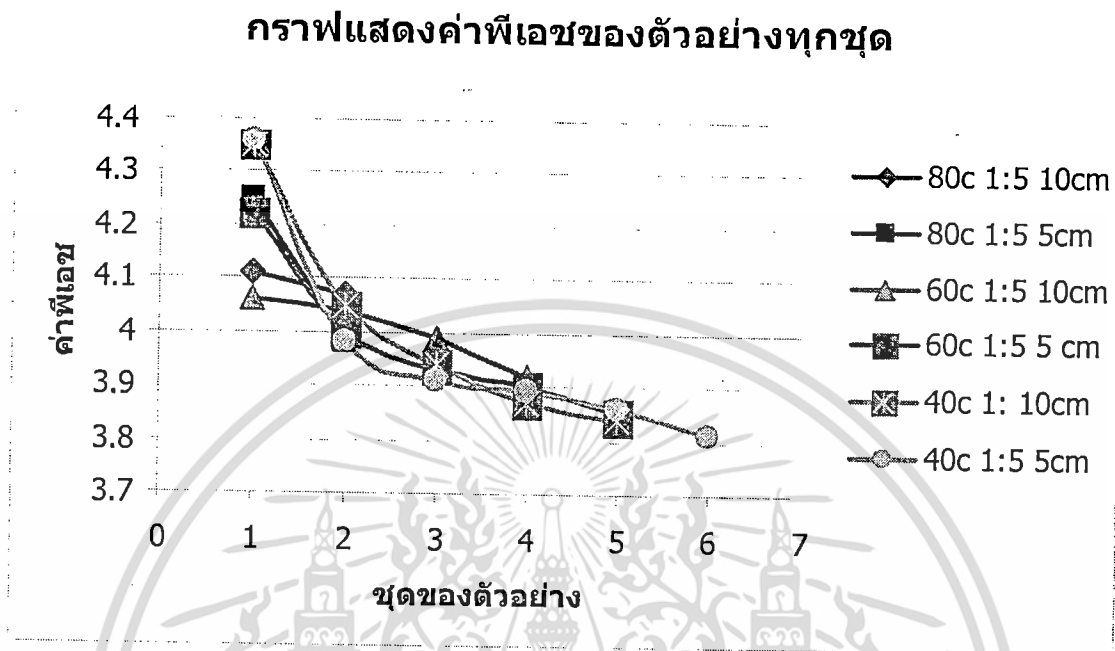 กราฟแสดงค่าพีเอชของตัวอย่างทุกชุด
4.4
4.3
4.2
4.1
4
3.9
3.8
3.7
ค่าพีเอช
0 1 2 3 4 5 6 7
ชุดของตัวอย่าง
80c 1:5 10cm
80c 1:5 5cm
60c 1:5 10cm
60c 1:5 5 cm
40c 1: 10cm
40c 1:5 5cm